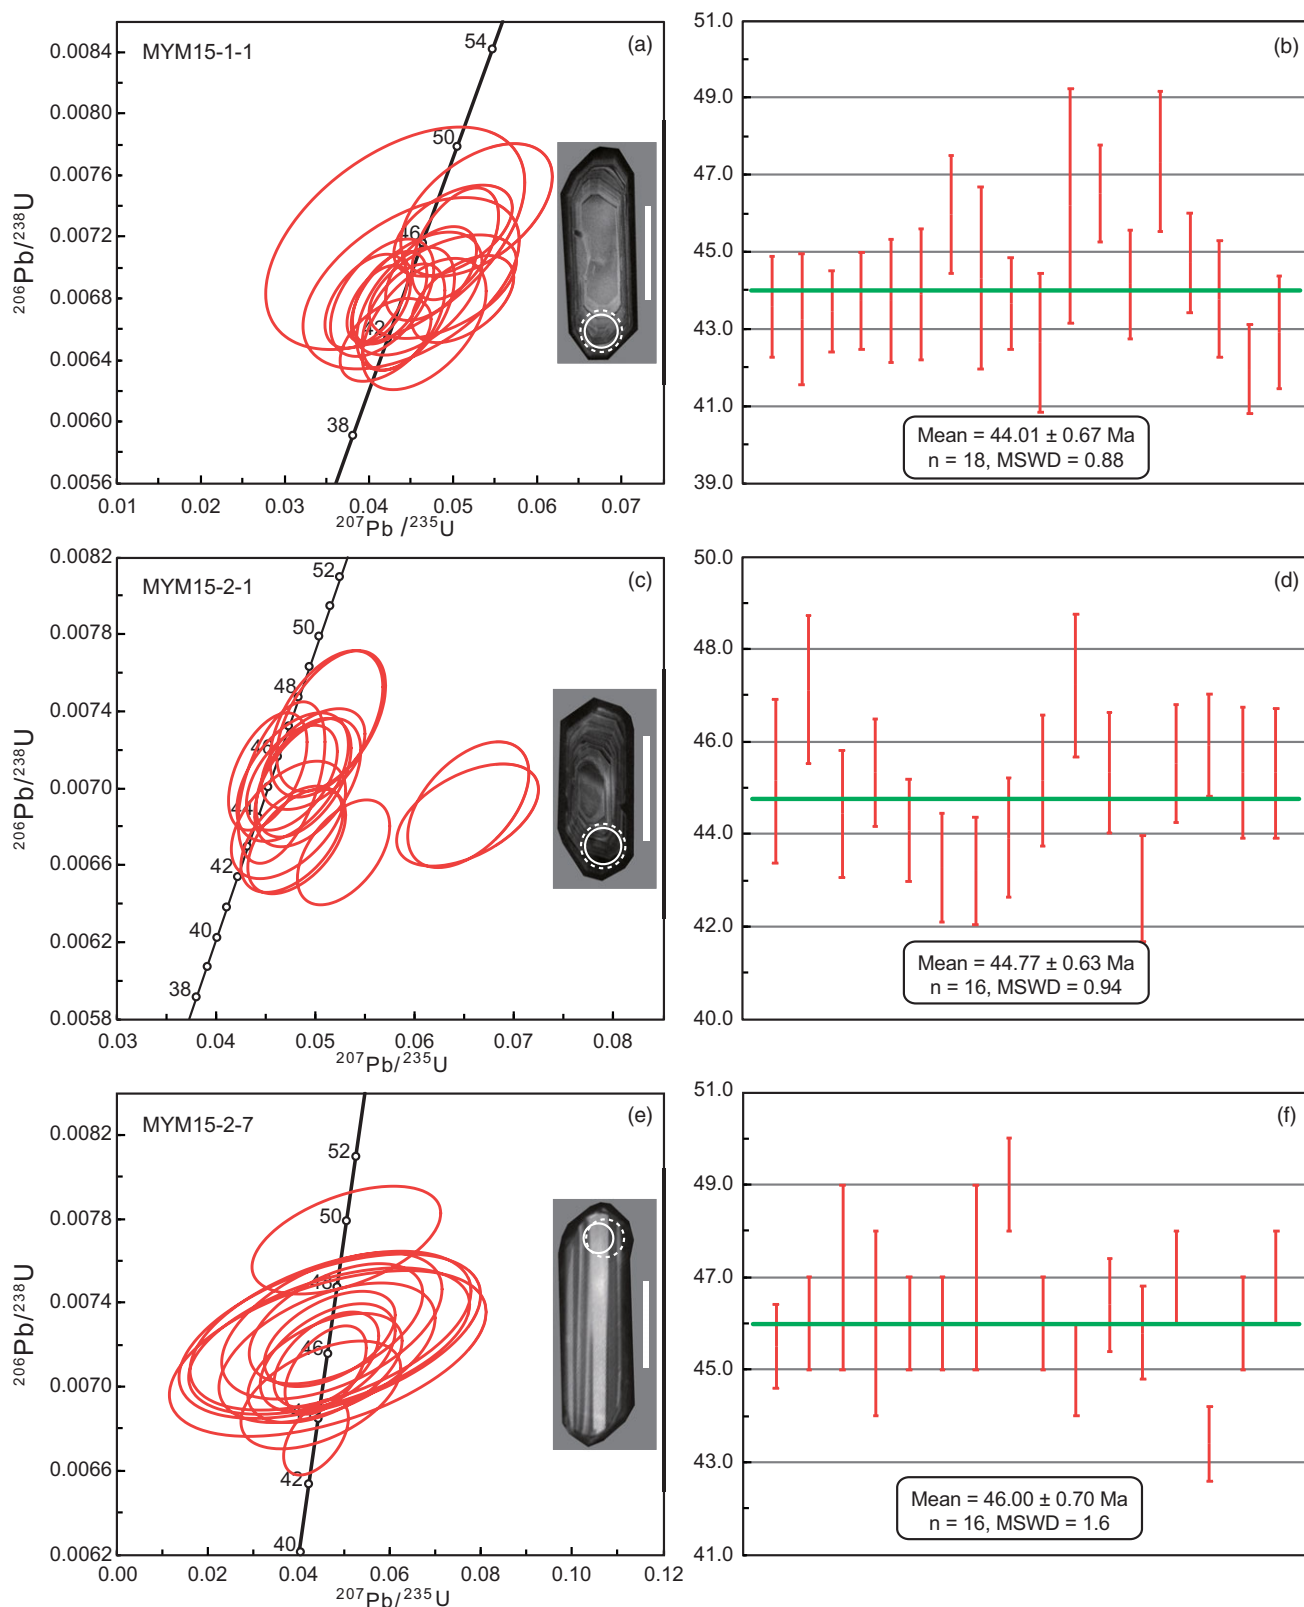 MYM15-1-1
(a)
0.0084
0.0080
0.0076
0.0072
0.0068
0.0064
0.0060
0.0056
²⁰⁶Pb/²³⁸U
54
50
46
42
38
0.01 0.02 0.03 0.04 0.05 0.06 0.07
²⁰⁷Pb /²³⁵U
(b)
51.0
49.0
47.0
45.0
43.0
41.0
39.0
Mean = 44.01 ± 0.67 Ma
n = 18, MSWD = 0.88
MYM15-2-1
(c)
0.0082
0.0078
0.0074
0.0070
0.0066
0.0062
0.0058
²⁰⁶Pb/²³⁸U
52
50
48
46
44
42
40
38
0.03 0.04 0.05 0.06 0.07 0.08
²⁰⁷Pb/²³⁵U
(d)
50.0
48.0
46.0
44.0
42.0
40.0
Mean = 44.77 ± 0.63 Ma
n = 16, MSWD = 0.94
MYM15-2-7
(e)
0.0082
0.0078
0.0074
0.0070
0.0066
0.0062
²⁰⁶Pb/²³⁸U
52
50
48
46
42
40
0.00 0.02 0.04 0.06 0.08 0.10 0.12
²⁰⁷Pb/²³⁵U
(f)
51.0
49.0
47.0
45.0
43.0
41.0
Mean = 46.00 ± 0.70 Ma
n = 16, MSWD = 1.6